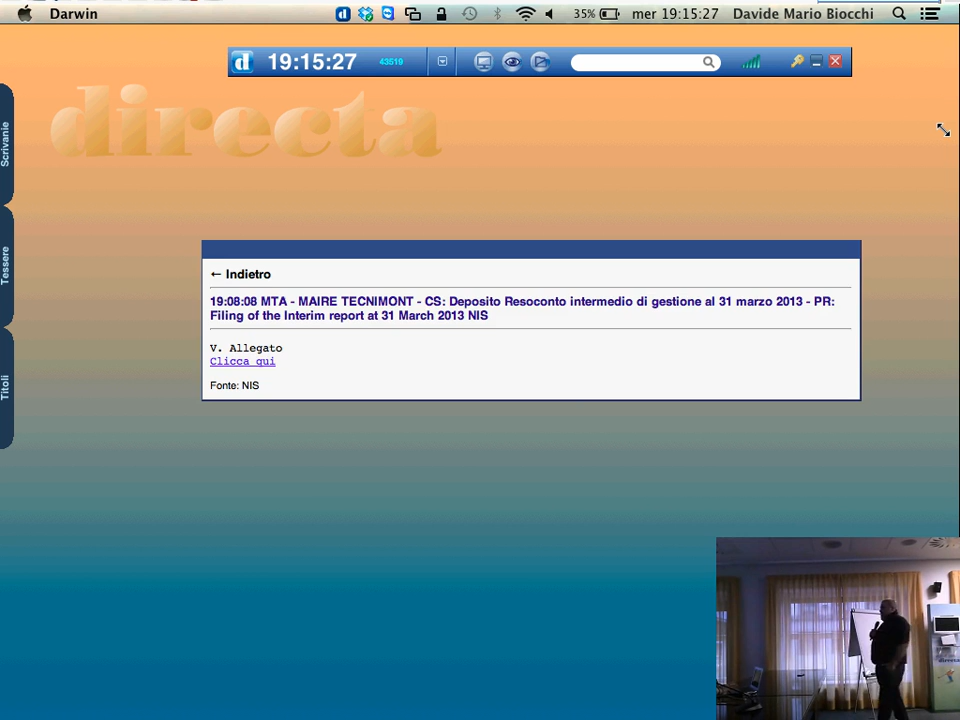 Darwin
35%
mer 19:15:27
Davide Mario Biocchi
d
19:15:27
43519
directa
Scrivanie
Tessere
Titoli
← Indietro
19:08:08 MTA - MAIRE TECNIMONT - CS: Deposito Resoconto intermedio di gestione al 31 marzo 2013 - PR:
Filing of the Interim report at 31 March 2013 NIS
V. Allegato
Clicca qui
Fonte: NIS
directa